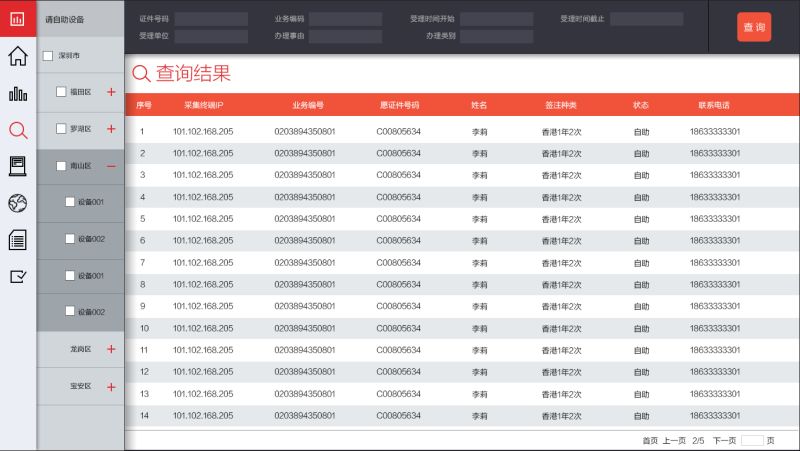 请自助设备
证件号码 业务编码 受理时间开始 受理时间截止
受理单位 办理事由 办理类别
查 询
深圳市
福田区 +
罗湖区 +
南山区 －
设备001
设备002
设备001
设备002
龙岗区 +
宝安区 +
查询结果
序号 采集终端IP 业务编号 愿证件号码 姓名 签注种类 状态 联系电话
1 101.102.168.205 0203894350801 C00805634 李莉 香港1年2次 自助 18633333301
2 101.102.168.205 0203894350801 C00805634 李莉 香港1年2次 自助 18633333301
3 101.102.168.205 0203894350801 C00805634 李莉 香港1年2次 自助 18633333301
4 101.102.168.205 0203894350801 C00805634 李莉 香港1年2次 自助 18633333301
5 101.102.168.205 0203894350801 C00805634 李莉 香港1年2次 自助 18633333301
6 101.102.168.205 0203894350801 C00805634 李莉 香港1年2次 自助 18633333301
7 101.102.168.205 0203894350801 C00805634 李莉 香港1年2次 自助 18633333301
8 101.102.168.205 0203894350801 C00805634 李莉 香港1年2次 自助 18633333301
9 101.102.168.205 0203894350801 C00805634 李莉 香港1年2次 自助 18633333301
10 101.102.168.205 0203894350801 C00805634 李莉 香港1年2次 自助 18633333301
11 101.102.168.205 0203894350801 C00805634 李莉 香港1年2次 自助 18633333301
12 101.102.168.205 0203894350801 C00805634 李莉 香港1年2次 自助 18633333301
13 101.102.168.205 0203894350801 C00805634 李莉 香港1年2次 自助 18633333301
14 101.102.168.205 0203894350801 C00805634 李莉 香港1年2次 自助 18633333301
首页 上一页 2/5 下一页 页